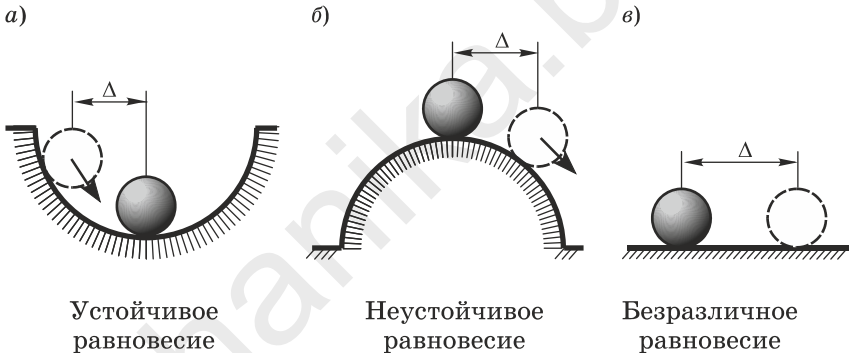 а)
б)
в)
Δ
Δ
Δ
Устойчивое
равновесие
Неустойчивое
равновесие
Безразличное
равновесие